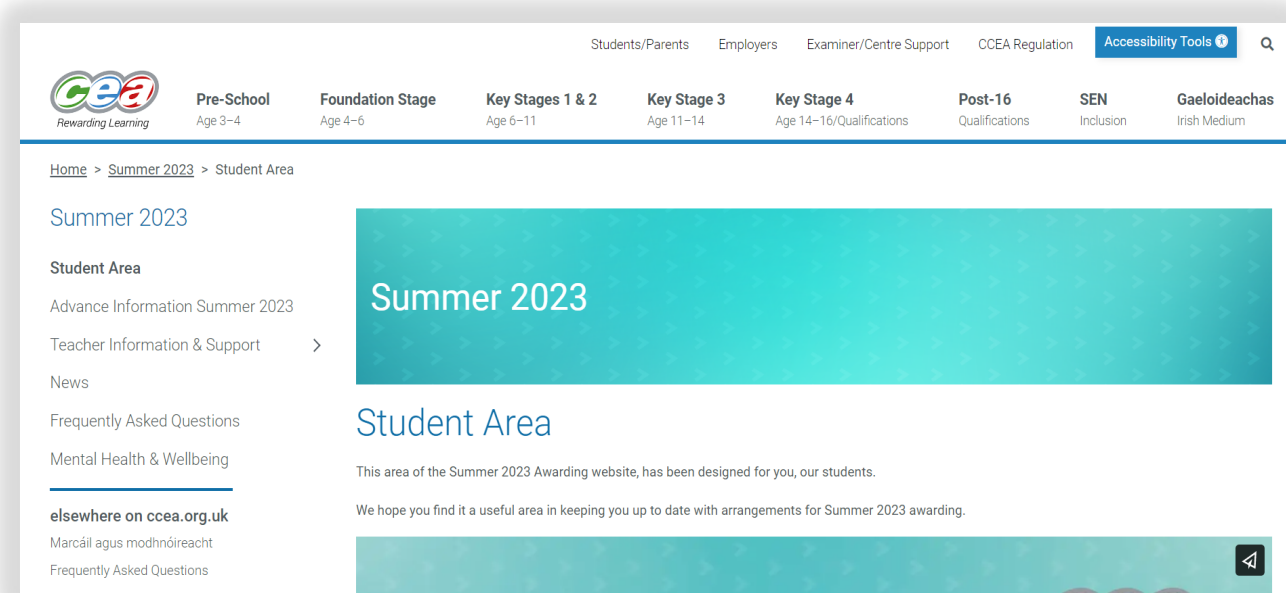 Students/Parents Employers Examiner/Centre Support CCEA Regulation Accessibility Tools
ccea
Rewarding Learning
Pre-School Foundation Stage Key Stages 1 & 2 Key Stage 3 Key Stage 4 Post-16 SEN Gaeloideachas
Age 3–4 Age 4–6 Age 6–11 Age 11–14 Age 14–16/Qualifications Qualifications Inclusion Irish Medium
Home > Summer 2023 > Student Area
Summer 2023
Student Area
Advance Information Summer 2023
Teacher Information & Support
News
Frequently Asked Questions
Mental Health & Wellbeing
elsewhere on ccea.org.uk
Marcáil agus modhnóireacht
Frequently Asked Questions
Summer 2023
Student Area
This area of the Summer 2023 Awarding website, has been designed for you, our students.
We hope you find it a useful area in keeping you up to date with arrangements for Summer 2023 awarding.